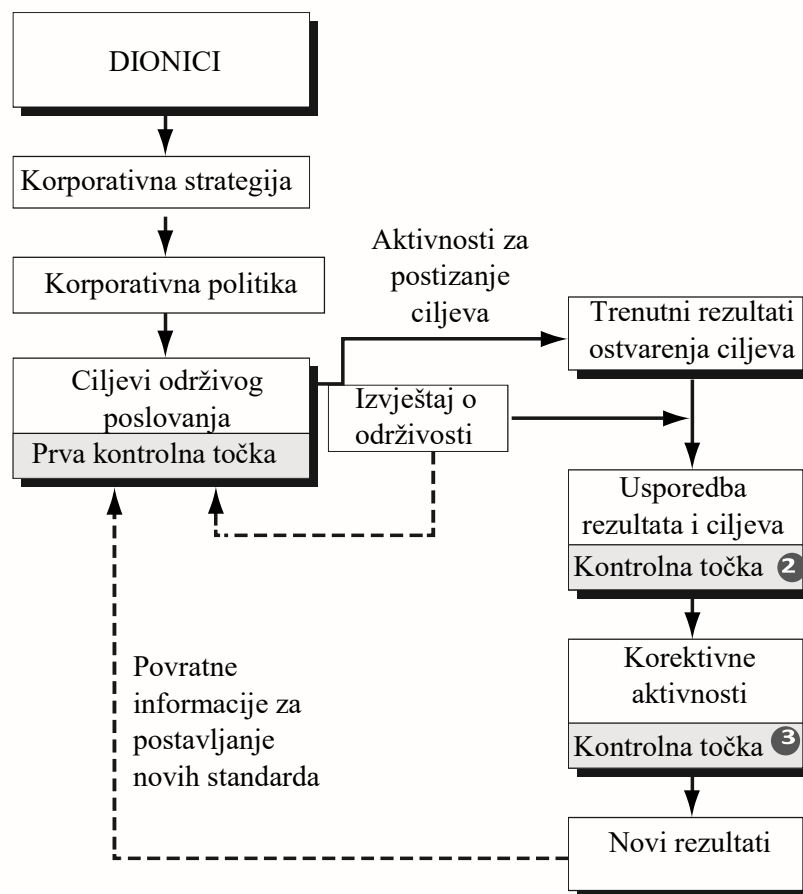 DIONICI
Korporativna strategija
Korporativna politika
Ciljevi održivog
poslovanja
Prva kontrolna točka
Aktivnosti za
postizanje
ciljeva
Izvještaj o
održivosti
Trenutni rezultati
ostvarenja ciljeva
Usporedba
rezultata i ciljeva
Kontrolna točka 2
Korektivne
aktivnosti
Kontrolna točka 3
Novi rezultati
Povratne
informacije za
postavljanje
novih standarda